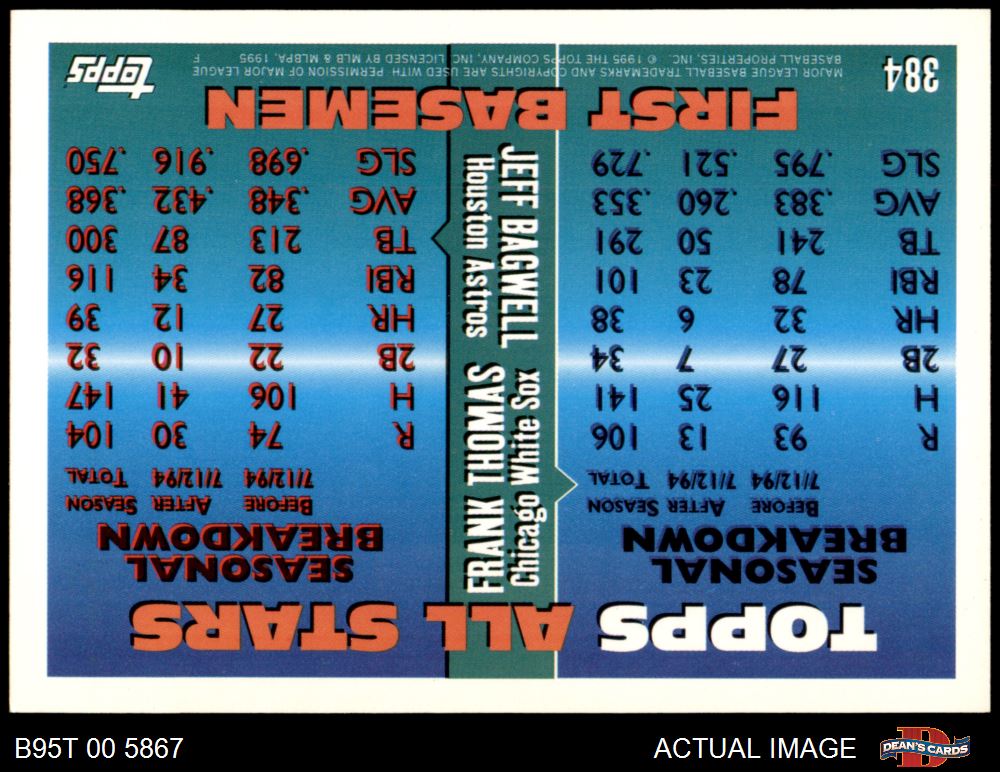 TOPPS ALL STARS
SEASONAL
BREAKDOWN
BEFORE AFTER SEASON
7/12/94 7/12/94 TOTAL
R 93 13 106
H 116 25 141
2B 27 7 34
HR 32 6 38
RBI 78 23 101
TB 241 50 291
AVG .383 .260 .353
SLG .795 .521 .729
FRANK THOMAS
Chicago White Sox
JEFF BAGWELL
Houston Astros
SEASONAL
BREAKDOWN
BEFORE AFTER SEASON
7/12/94 7/12/94 TOTAL
R 74 30 104
H 106 41 147
2B 22 10 32
HR 27 12 39
RBI 82 34 116
TB 213 87 300
AVG .348 .432 .368
SLG .698 .916 .750
FIRST BASEMEN
384
MAJOR LEAGUE BASEBALL TRADEMARKS AND COPYRIGHTS ARE USED WITH PERMISSION OF MAJOR LEAGUE
BASEBALL PROPERTIES, INC. © 1995 THE TOPPS COMPANY, INC. LICENSED BY MLB & MLBPA, 1995 F
Topps
B95T 00 5867
ACTUAL IMAGE
D
DEAN'S CARDS